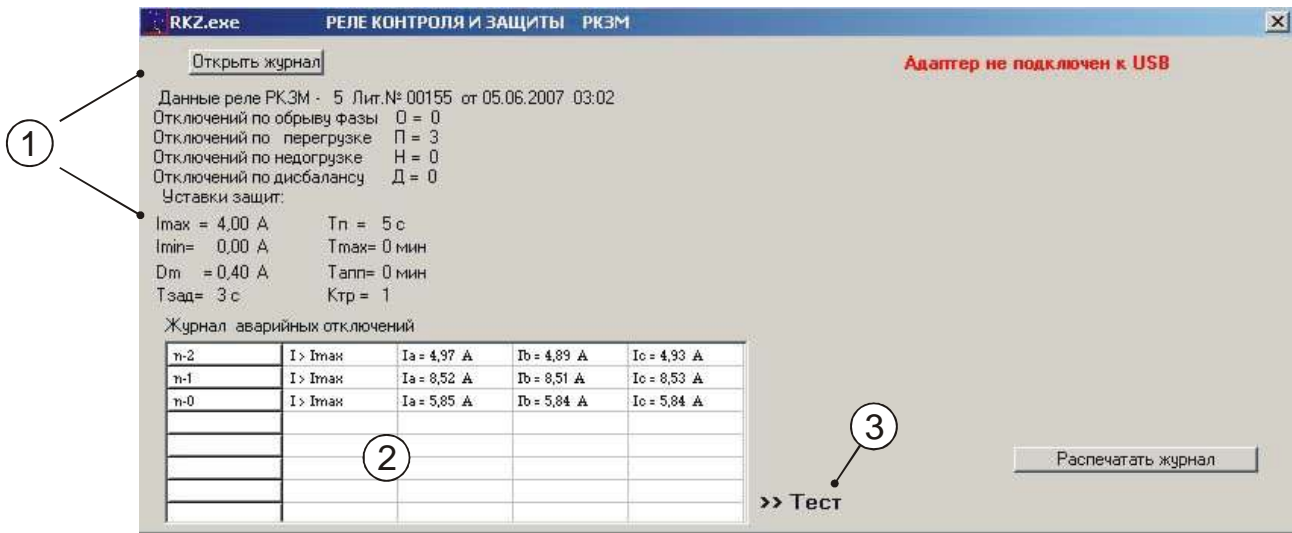 RKZ.exe РЕЛЕ КОНТРОЛЯ И ЗАЩИТЫ РКЗМ
Открыть журнал
Адаптер не подключен к USB
1
Данные реле РКЗМ - 5 Лит.№ 00155 от 05.06.2007 03:02
Отключений по обрыву фазы О = 0
Отключений по перегрузке П = 3
Отключений по недогрузке Н = 0
Отключений по дисбалансу Д = 0
Уставки защит:
Imax = 4,00 А Тп = 5 с
Imin= 0,00 А Tmax= 0 мин
Dm = 0,40 А Тапп= 0 мин
Тзад= 3 с Ктр = 1
Журнал аварийных отключений
n-2 I > Imax Ia = 4,97 A Ib = 4,89 A Ic = 4,93 A
n-1 I > Imax Ia = 8,52 A Ib = 8,51 A Ic = 8,53 A
n-0 I > Imax Ia = 5,85 A Ib = 5,84 A Ic = 5,84 A
2
3
Распечатать журнал
>> Тест